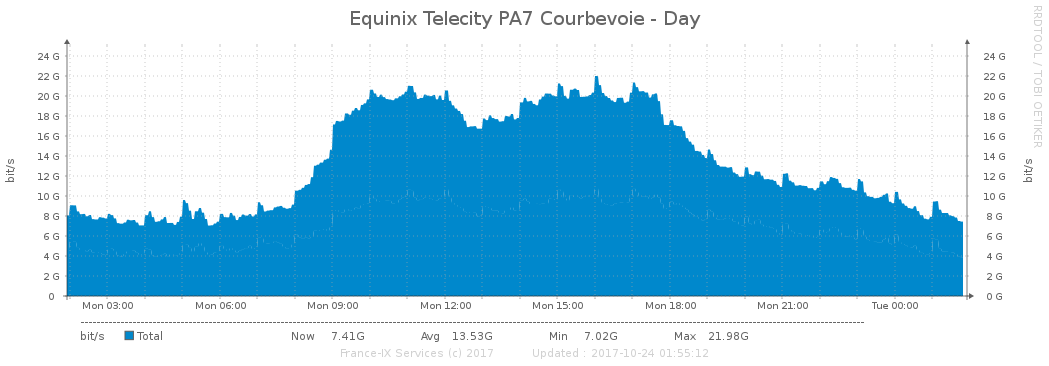 Equinix Telecity PA7 Courbevoie - Day
RRDTOOL / TOBI OETIKER
bit/s
24 G 24 G
22 G 22 G
20 G 20 G
18 G 18 G
16 G 16 G
14 G 14 G
12 G 12 G
10 G 10 G
8 G 8 G
6 G 6 G
4 G 4 G
2 G 2 G
0 0 G
bit/s
Mon 03:00 Mon 06:00 Mon 09:00 Mon 12:00 Mon 15:00 Mon 18:00 Mon 21:00 Tue 00:00
bit/s Total Now 7.41G Avg 13.53G Min 7.02G Max 21.98G
France-IX Services (c) 2017 Updated : 2017-10-24 01:55:12